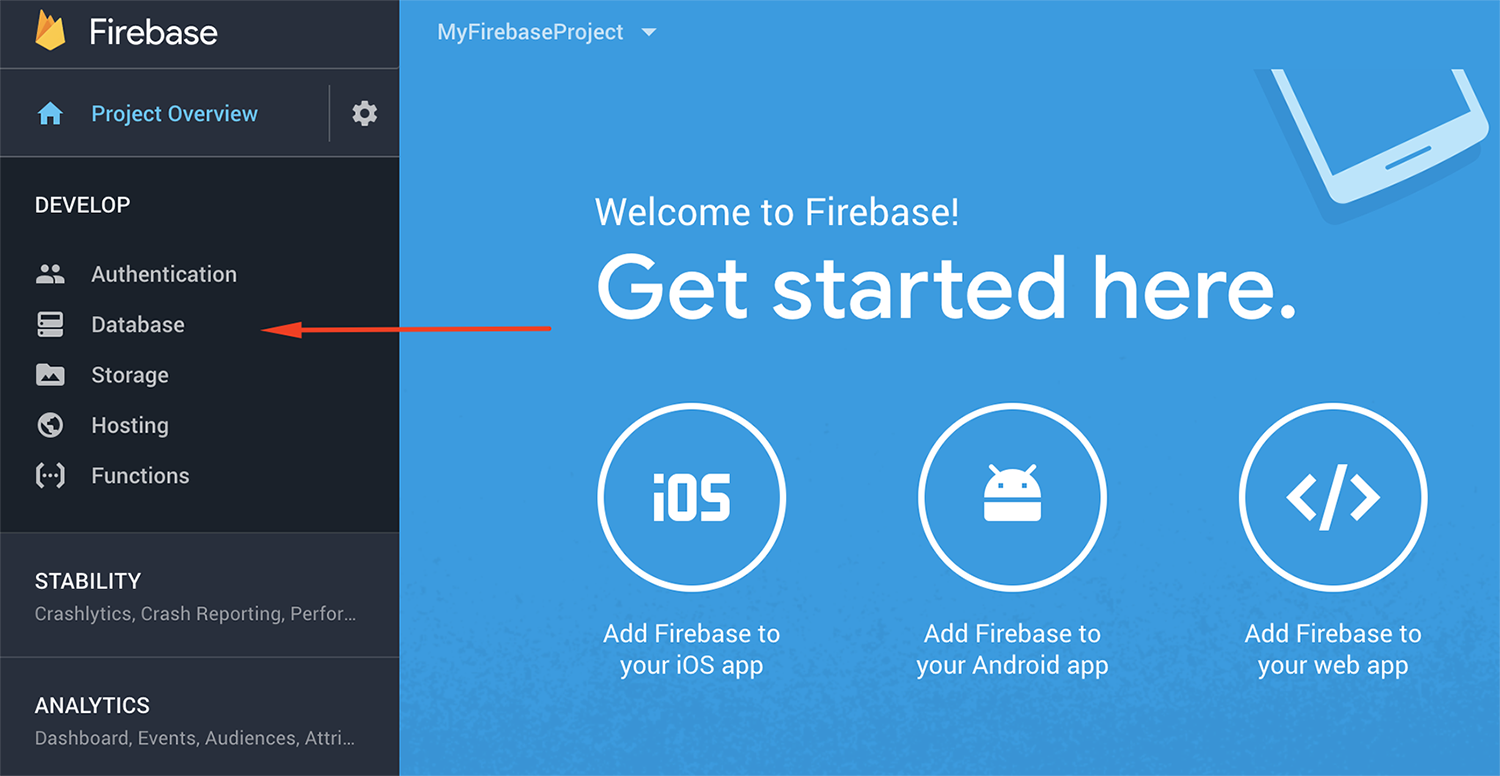 Firebase
MyFirebaseProject
Project Overview
DEVELOP
Authentication
Database
Storage
Hosting
Functions
STABILITY
Crashlytics, Crash Reporting, Perfor...
ANALYTICS
Dashboard, Events, Audiences, Attri...
Welcome to Firebase!
Get started here.
iOS
Add Firebase to
your iOS app
Add Firebase to
your Android app
</>
Add Firebase to
your web app